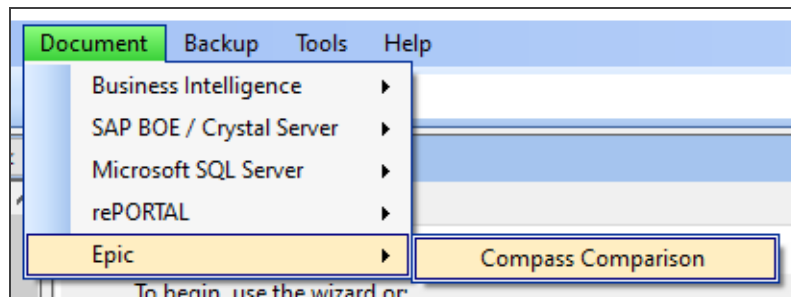 Document Backup Tools Help
Business Intelligence
SAP BOE / Crystal Server
Microsoft SQL Server
rePORTAL
Epic
Compass Comparison
To begin, use the wizard or: